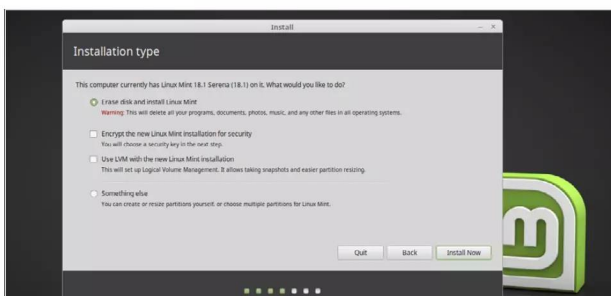 Install
Installation type
This computer currently has Linux Mint 18.1 Serena (18.1) on it. What would you like to do?
Erase disk and install Linux Mint
Warning: This will delete all your programs, documents, photos, music, and any other files in all operating systems.
Encrypt the new Linux Mint installation for security
You will choose a security key in the next step.
Use LVM with the new Linux Mint installation
This will set up Logical Volume Management. It allows taking snapshots and easier partition resizing.
Something else
You can create or resize partitions yourself, or choose multiple partitions for Linux Mint.
Quit Back Install Now